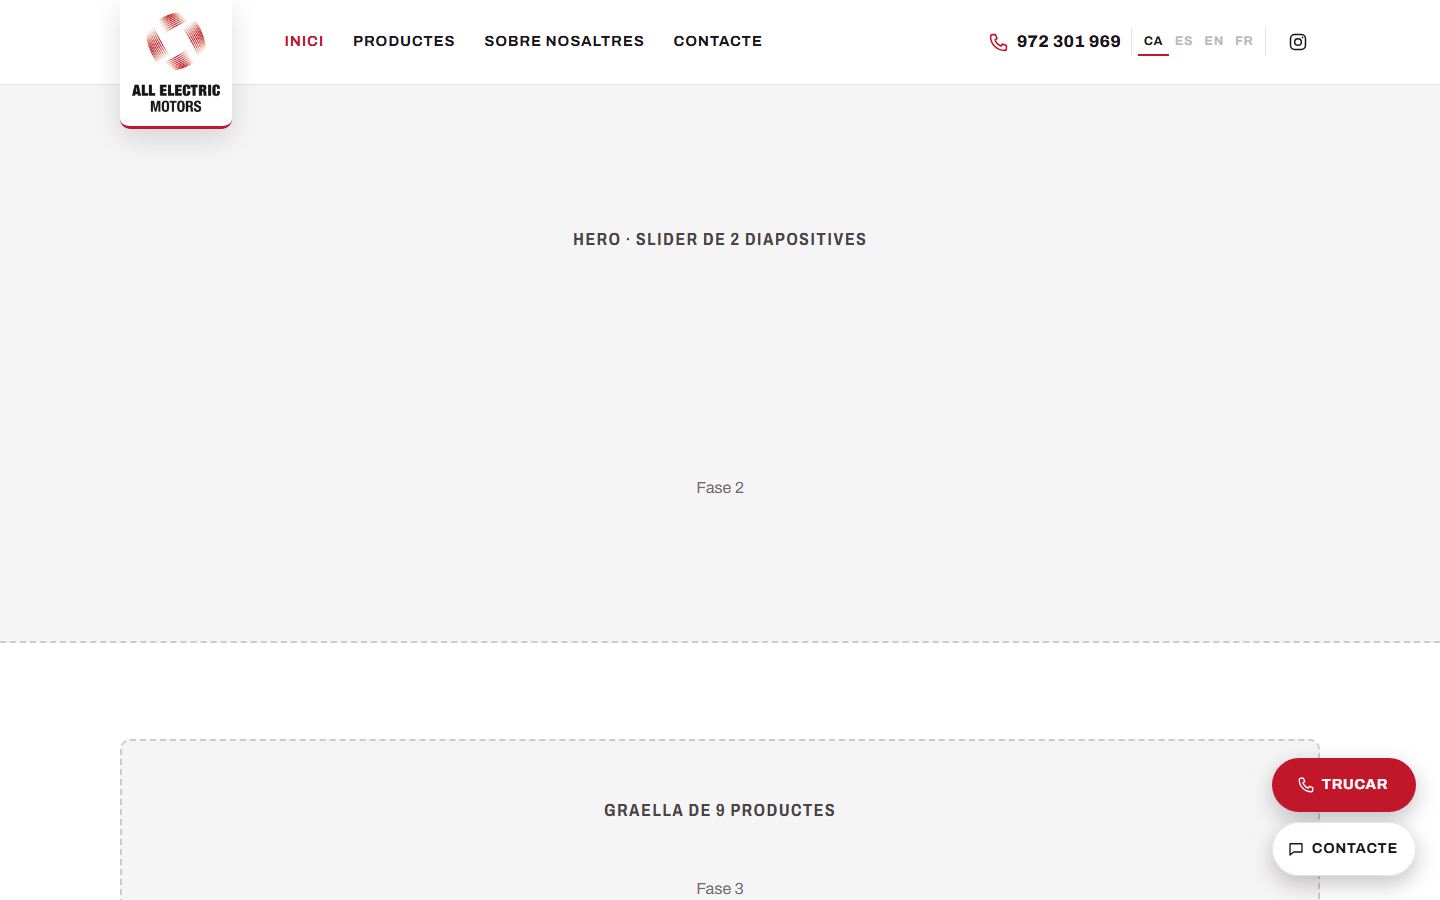 ALL ELECTRIC
MOTORS
INICI PRODUCTES SOBRE NOSALTRES CONTACTE
972 301 969 CA ES EN FR
HERO · SLIDER DE 2 DIAPOSITIVES
Fase 2
GRAELLA DE 9 PRODUCTES
Fase 3
TRUCAR
CONTACTE